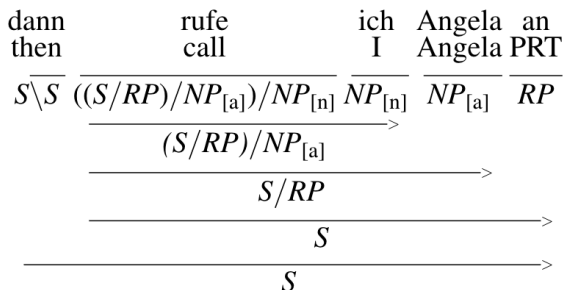 dann rufe ich Angela an
then call I Angela PRT
S\S ((S/RP)/NP[a])/NP[n] NP[n] NP[a] RP
>
(S/RP)/NP[a]
>
S/RP
>
S
>
S